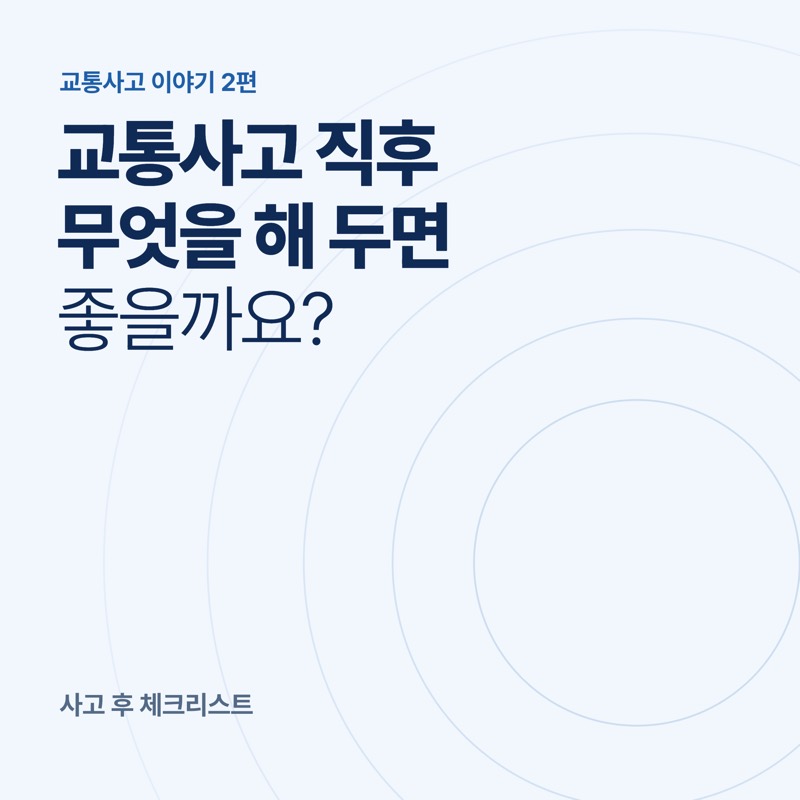 교통사고 이야기 2편
교통사고 직후
무엇을 해 두면
좋을까요?
사고 후 체크리스트